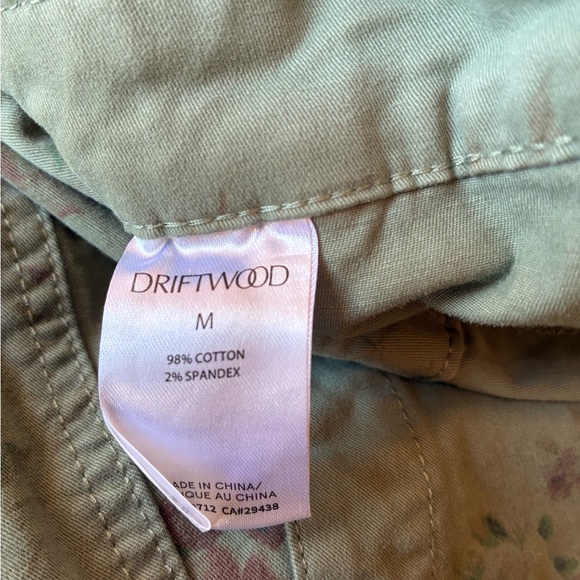 DRIFTWOOD
M
98% COTTON
2% SPANDEX
ADE IN CHINA/
IQUE AU CHINA
712 CA#29438